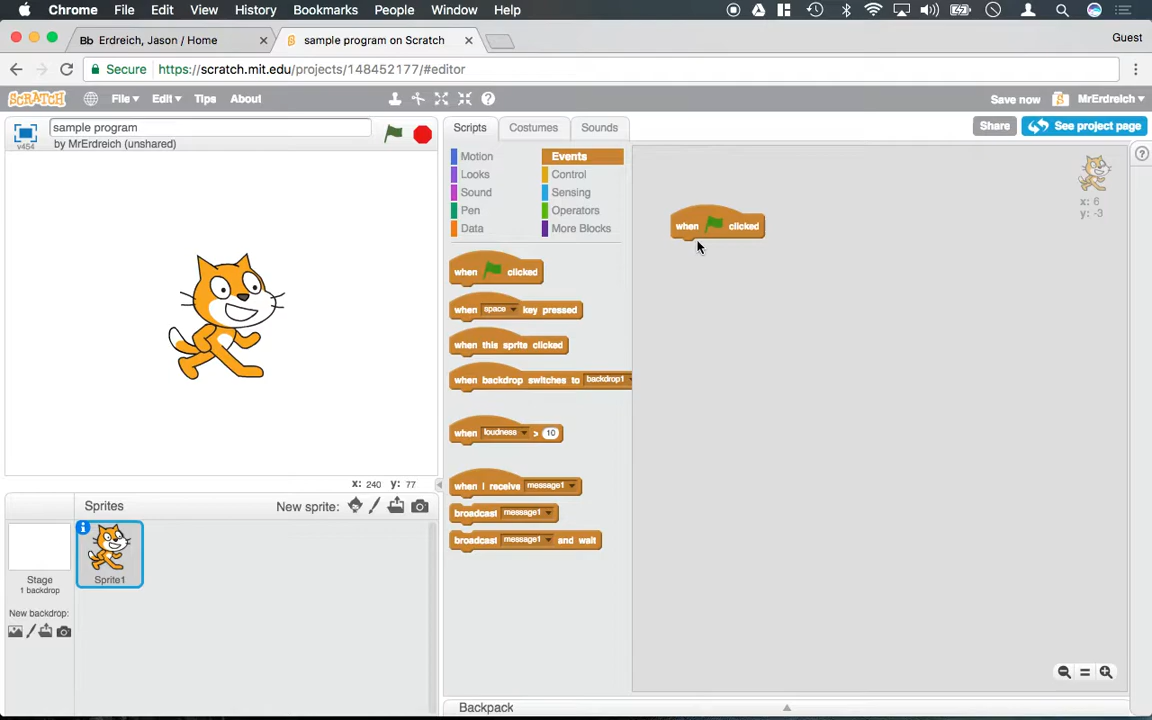 Chrome File Edit View History Bookmarks People Window Help
Bb Erdreich, Jason / Home
sample program on Scratch
Guest
Secure https://scratch.mit.edu/projects/148452177/#editor
SCRATCH File Edit Tips About Save now MrErdreich
sample program
v454 by MrErdreich (unshared)
Scripts Costumes Sounds
Share See project page
Motion Events
Looks Control
Sound Sensing
Pen Operators
Data More Blocks
when clicked
x: 6
y: -3
when clicked
when space key pressed
when this sprite clicked
when backdrop switches to backdrop1
when loudness > 10
when I receive message1
broadcast message1
broadcast message1 and wait
x: 240 y: 77
Sprites New sprite:
Stage
1 backdrop
Sprite1
New backdrop:
Backpack